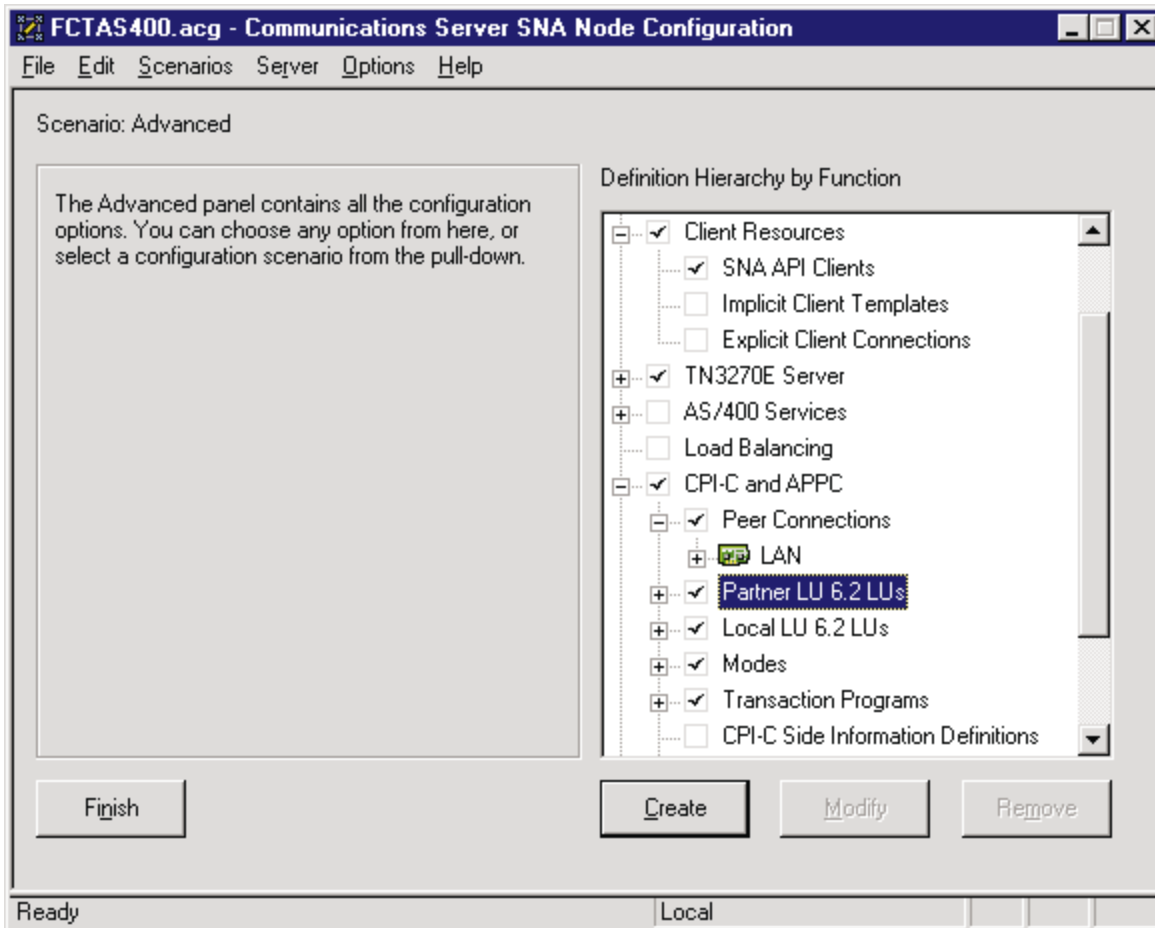 FCTAS400.acg - Communications Server SNA Node Configuration
File Edit Scenarios Server Options Help
Scenario: Advanced
The Advanced panel contains all the configuration
options. You can choose any option from here, or
select a configuration scenario from the pull-down.
Definition Hierarchy by Function
Client Resources
SNA API Clients
Implicit Client Templates
Explicit Client Connections
TN3270E Server
AS/400 Services
Load Balancing
CPI-C and APPC
Peer Connections
LAN
Partner LU 6.2 LUs
Local LU 6.2 LUs
Modes
Transaction Programs
CPI-C Side Information Definitions
Finish
Create
Modify
Remove
Ready
Local